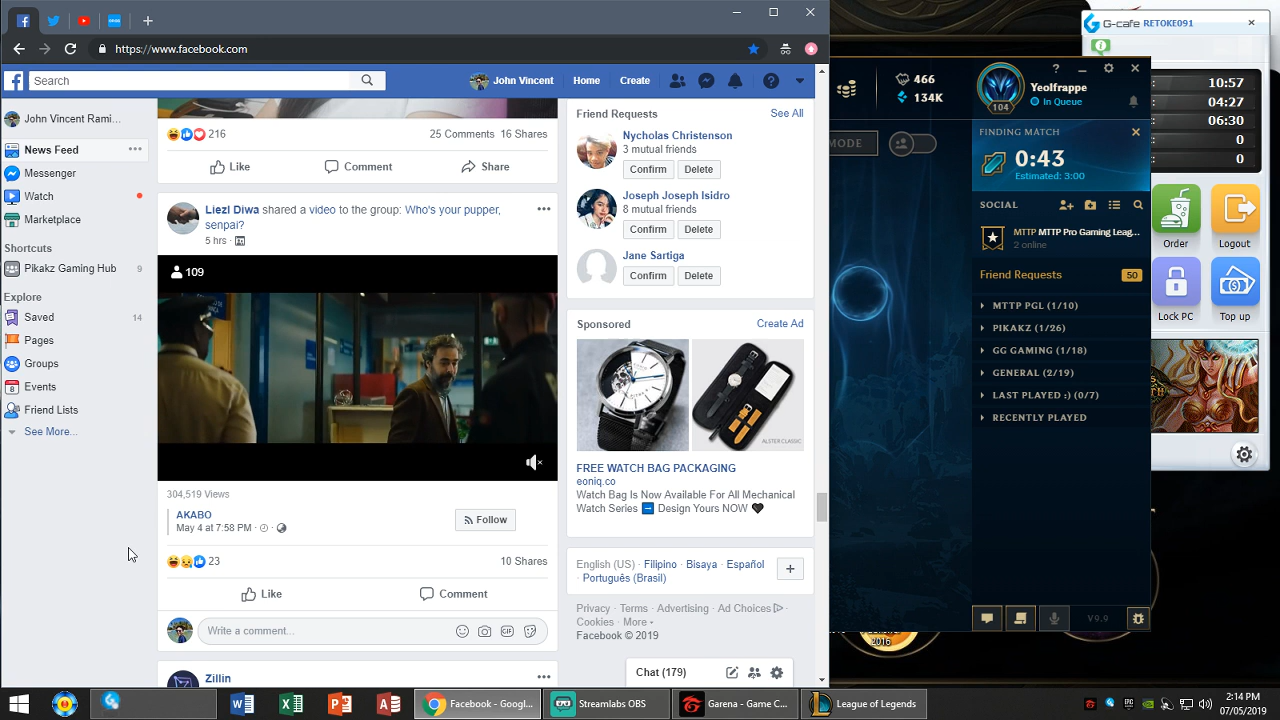 https://www.facebook.com
Search
John Vincent
Home
Create
John Vincent Rami...
News Feed
Messenger
Watch
Marketplace
Shortcuts
Pikakz Gaming Hub 9
Explore
Saved 14
Pages
Groups
Events
Friend Lists
See More...
216
25 Comments 16 Shares
Like Comment Share
Liezl Diwa shared a video to the group: Who's your pupper,
senpai?
5 hrs ·
109
304,519 Views
AKABO
May 4 at 7:58 PM ·
Follow
23
10 Shares
Like Comment
Write a comment...
GIF
Zillin
Friend Requests See All
Nycholas Christenson
3 mutual friends
Confirm Delete
Joseph Joseph Isidro
8 mutual friends
Confirm Delete
Jane Sartiga
Confirm Delete
Sponsored Create Ad
ALSTER CLASSIC
FREE WATCH BAG PACKAGING
eoniq.co
Watch Bag Is Now Available For All Mechanical
Watch Series ➡ Design Yours NOW 🖤
English (US) · Filipino · Bisaya · Español
· Português (Brasil)
Privacy · Terms · Advertising · Ad Choices ·
Cookies · More
Facebook © 2019
Chat (179)
466
134K
MODE
104
Yeolfrappe
In Queue
FINDING MATCH
0:43
Estimated: 3:00
SOCIAL
MTTP MTTP Pro Gaming Leag...
2 online
Friend Requests 50
MTTP PGL (1/10)
PIKAKZ (1/26)
GG GAMING (1/18)
GENERAL (2/19)
LAST PLAYED :) (0/7)
RECENTLY PLAYED
V9.9
2016
G-cafe RETOKE091
10:57
04:27
06:30
0
0
Order
Logout
Lock PC
Top up
Facebook - Googl...
Streamlabs OBS
Garena - Game C...
League of Legends
2:14 PM
07/05/2019